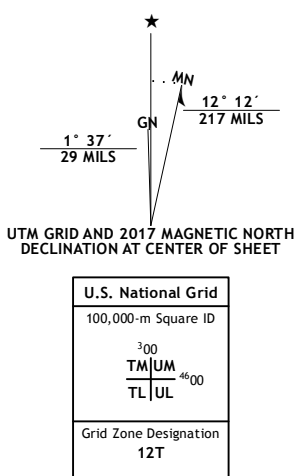 ★
MN
GN
12° 12´
217 MILS
1° 37´
29 MILS
UTM GRID AND 2017 MAGNETIC NORTH
DECLINATION AT CENTER OF SHEET
U.S. National Grid
100,000-m Square ID
³00
TM UM
⁴⁶00
TL UL
Grid Zone Designation
12T